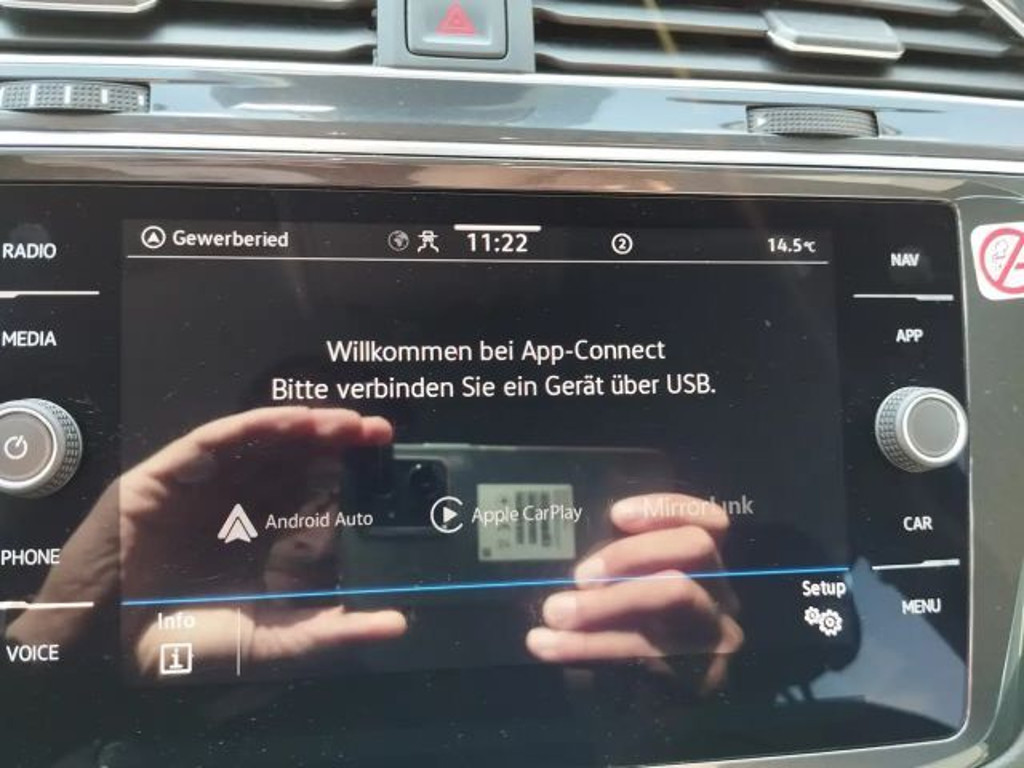 RADIO
MEDIA
PHONE
VOICE
Gewerberied
11:22
2
14.5°C
Willkommen bei App-Connect
Bitte verbinden Sie ein Gerät über USB.
Android Auto
Apple CarPlay
MirrorLink
Info
i
Setup
NAV
APP
CAR
MENU